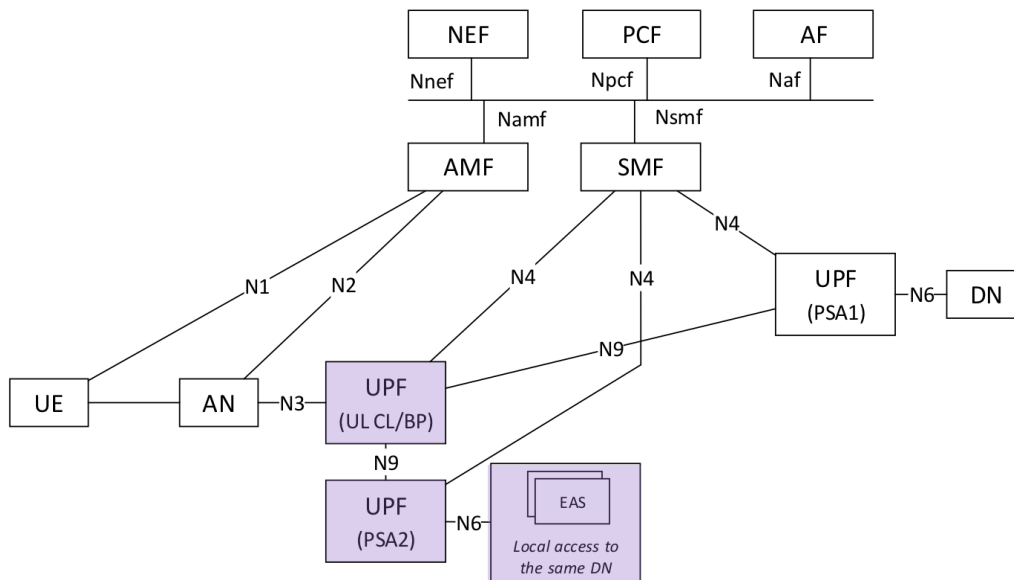 NEF
PCF
AF
Nnef
Npcf
Naf
Namf
Nsmf
AMF
SMF
N4
N1
N2
N4
N4
UPF
(PSA1)
N6
DN
N9
UE
AN
N3
UPF
(UL CL/BP)
N9
UPF
(PSA2)
N6
EAS
Local access to
the same DN